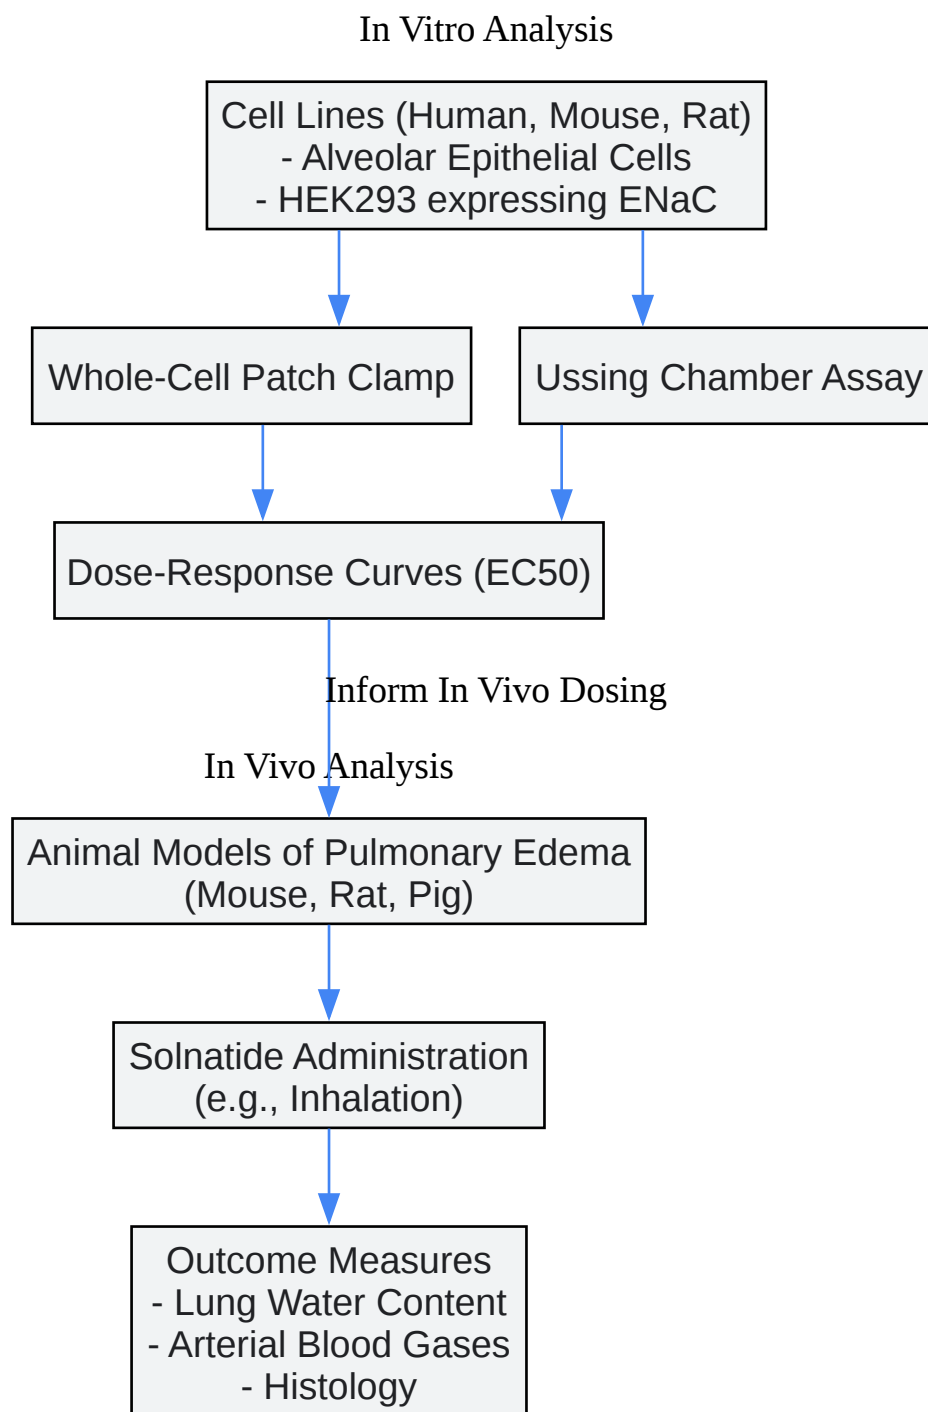 In Vitro Analysis
Cell Lines (Human, Mouse, Rat)
- Alveolar Epithelial Cells
- HEK293 expressing ENaC
Whole-Cell Patch Clamp
Ussing Chamber Assay
Dose-Response Curves (EC50)
Inform In Vivo Dosing
In Vivo Analysis
Animal Models of Pulmonary Edema
(Mouse, Rat, Pig)
Solnatide Administration
(e.g., Inhalation)
Outcome Measures
- Lung Water Content
- Arterial Blood Gases
- Histology